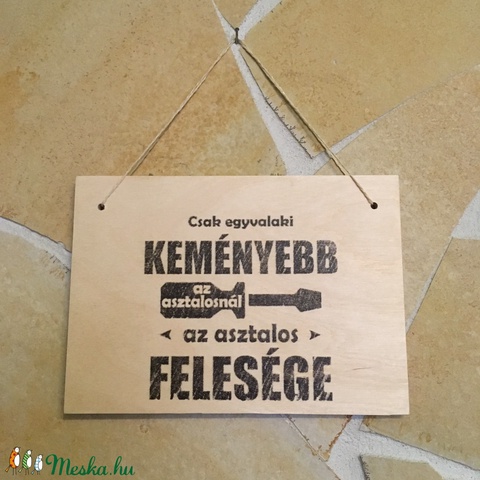 Csak egyvalaki
KEMÉNYEBB
az
asztalosnál
az asztalos
FELESÉGE
Meska.hu